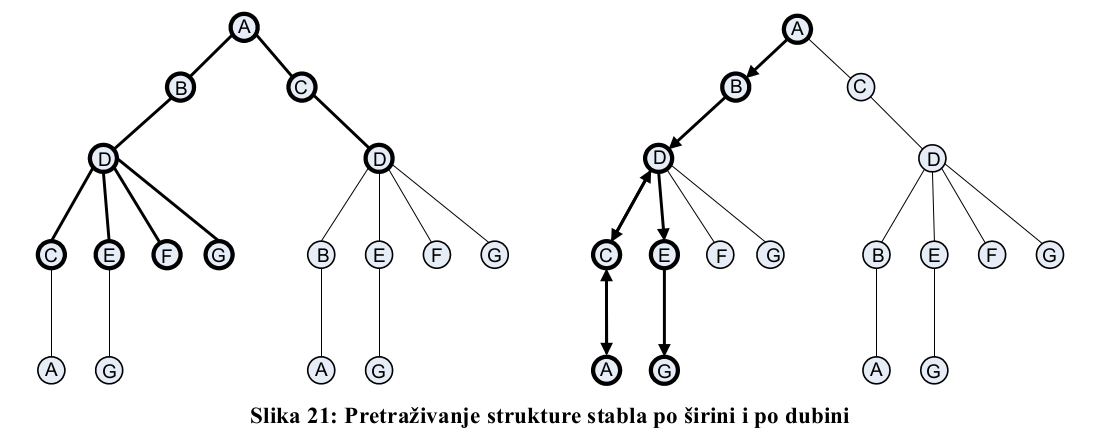 A A
B C B C
D D D D
C E F G B E F G C E F G B E F G
A G A G A G A G
Slika 21: Pretraživanje strukture stabla po širini i po dubini